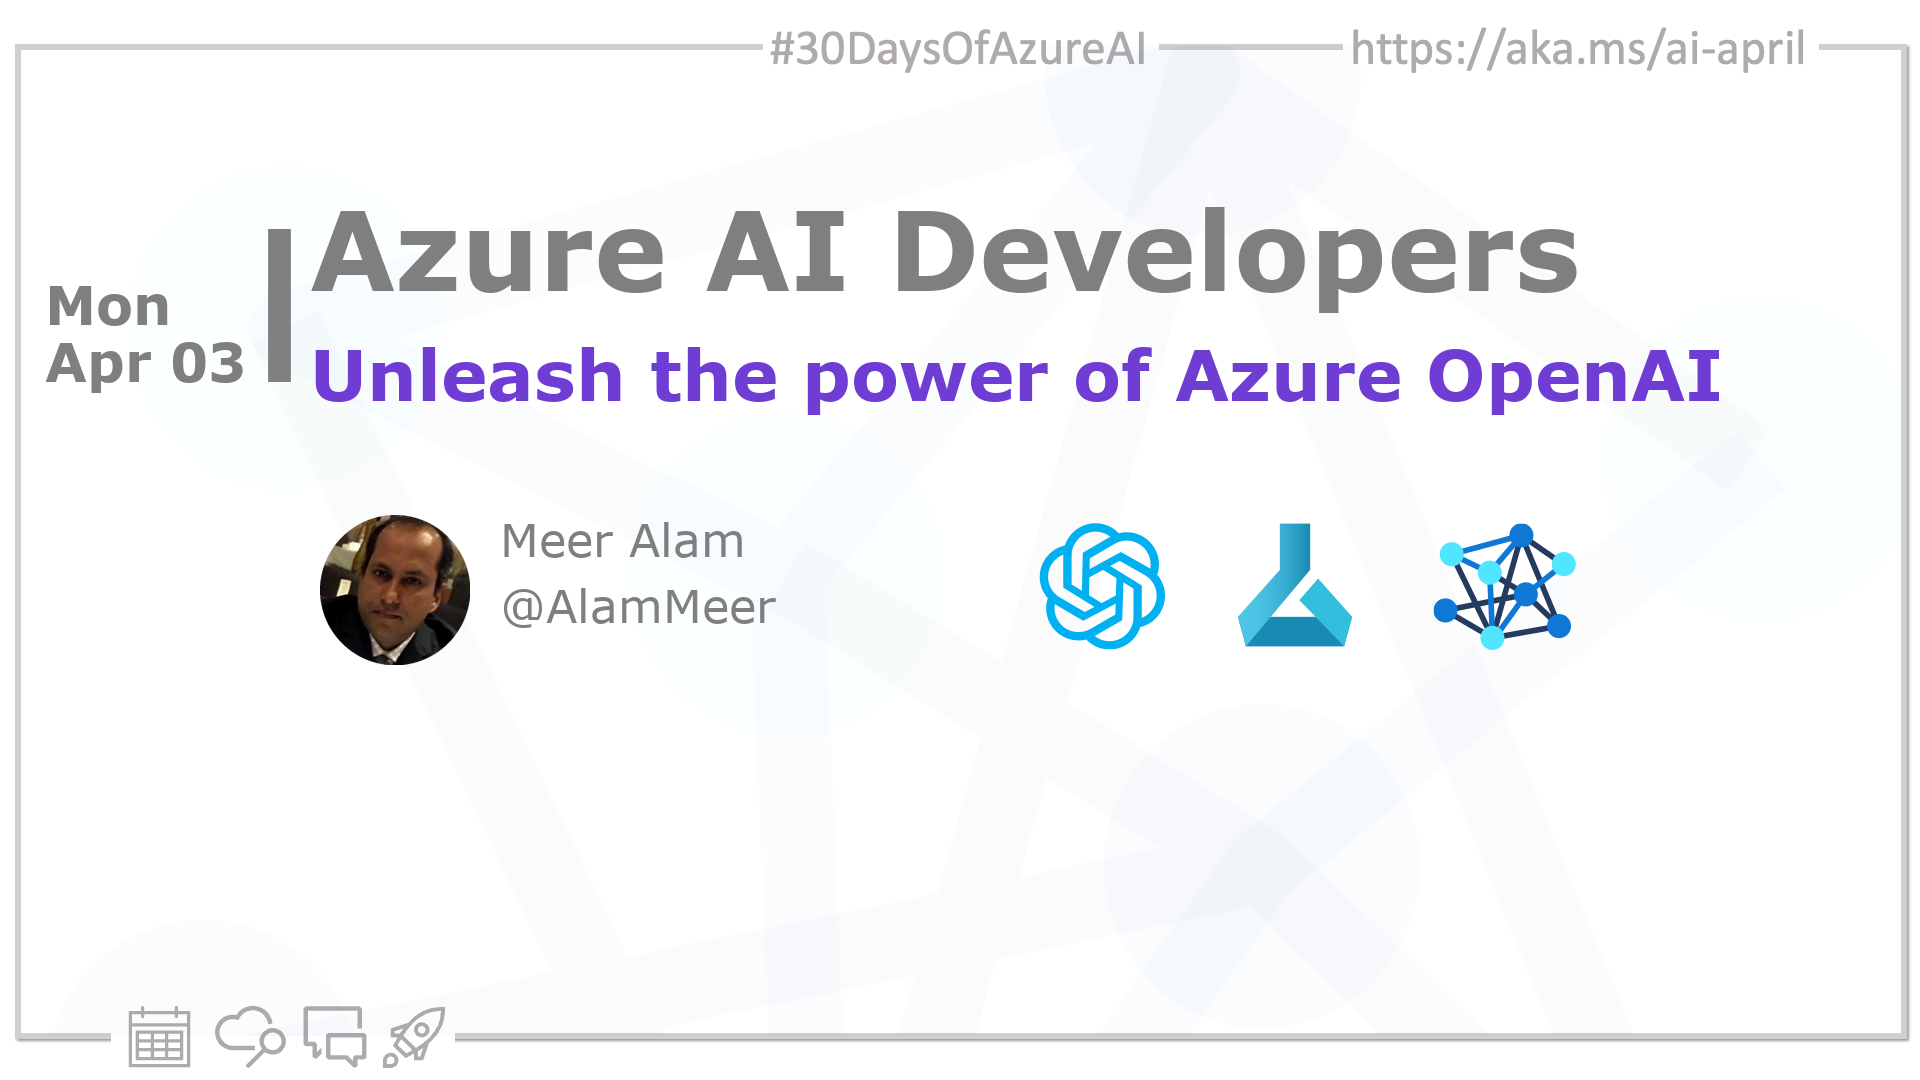 #30DaysOfAzureAI
https://aka.ms/ai-april
Azure AI Developers
Mon
Apr 03
Unleash the power of Azure OpenAI
Meer Alam
@AlamMeer